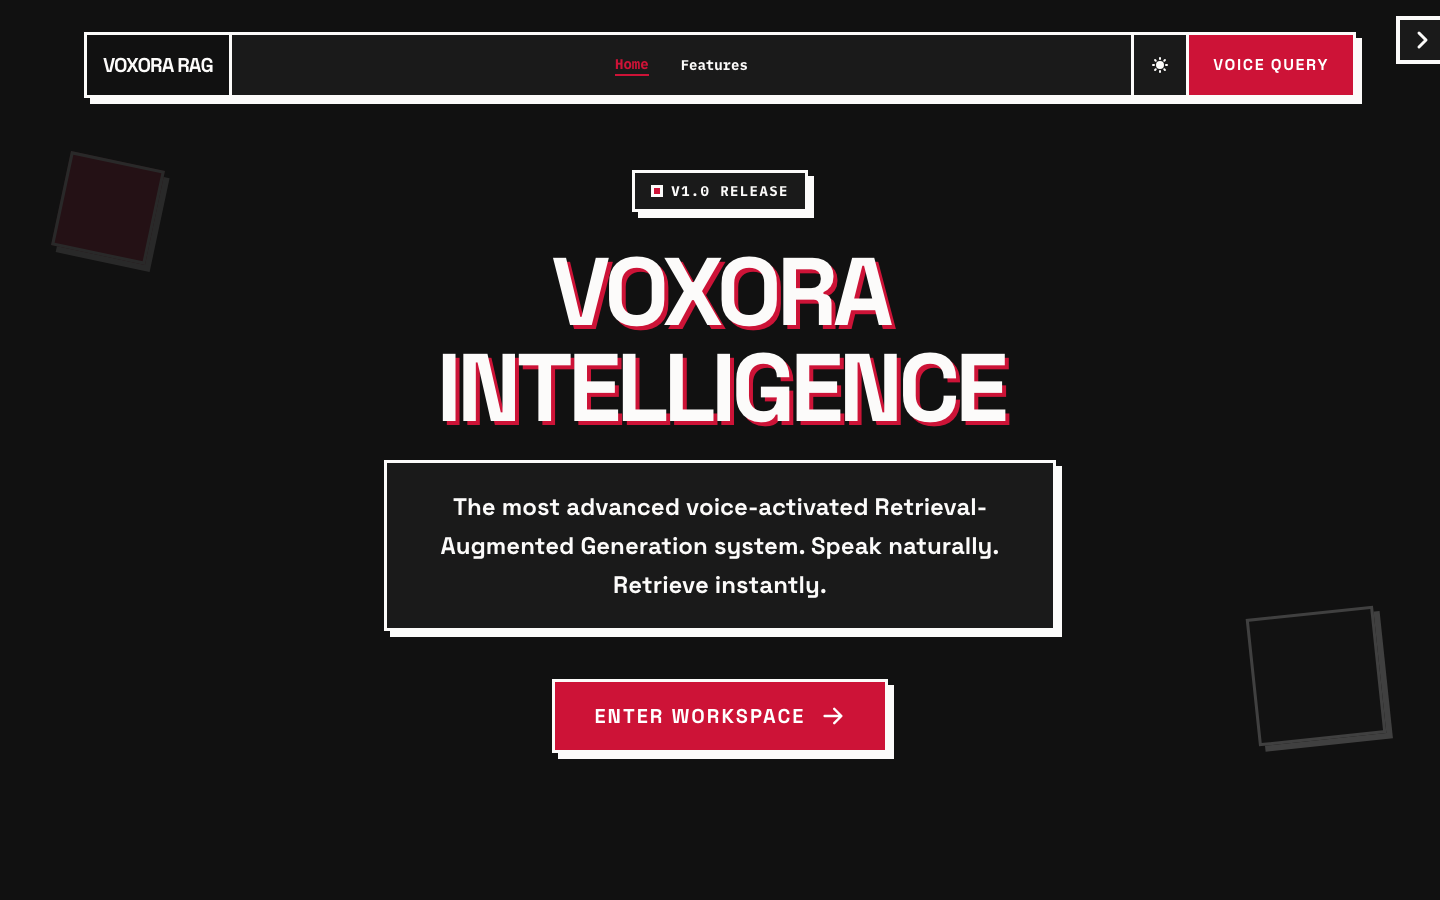 VOXORA RAG
Home
Features
VOICE QUERY
V1.0 RELEASE
VOXORA
INTELLIGENCE
The most advanced voice-activated Retrieval-
Augmented Generation system. Speak naturally.
Retrieve instantly.
ENTER WORKSPACE